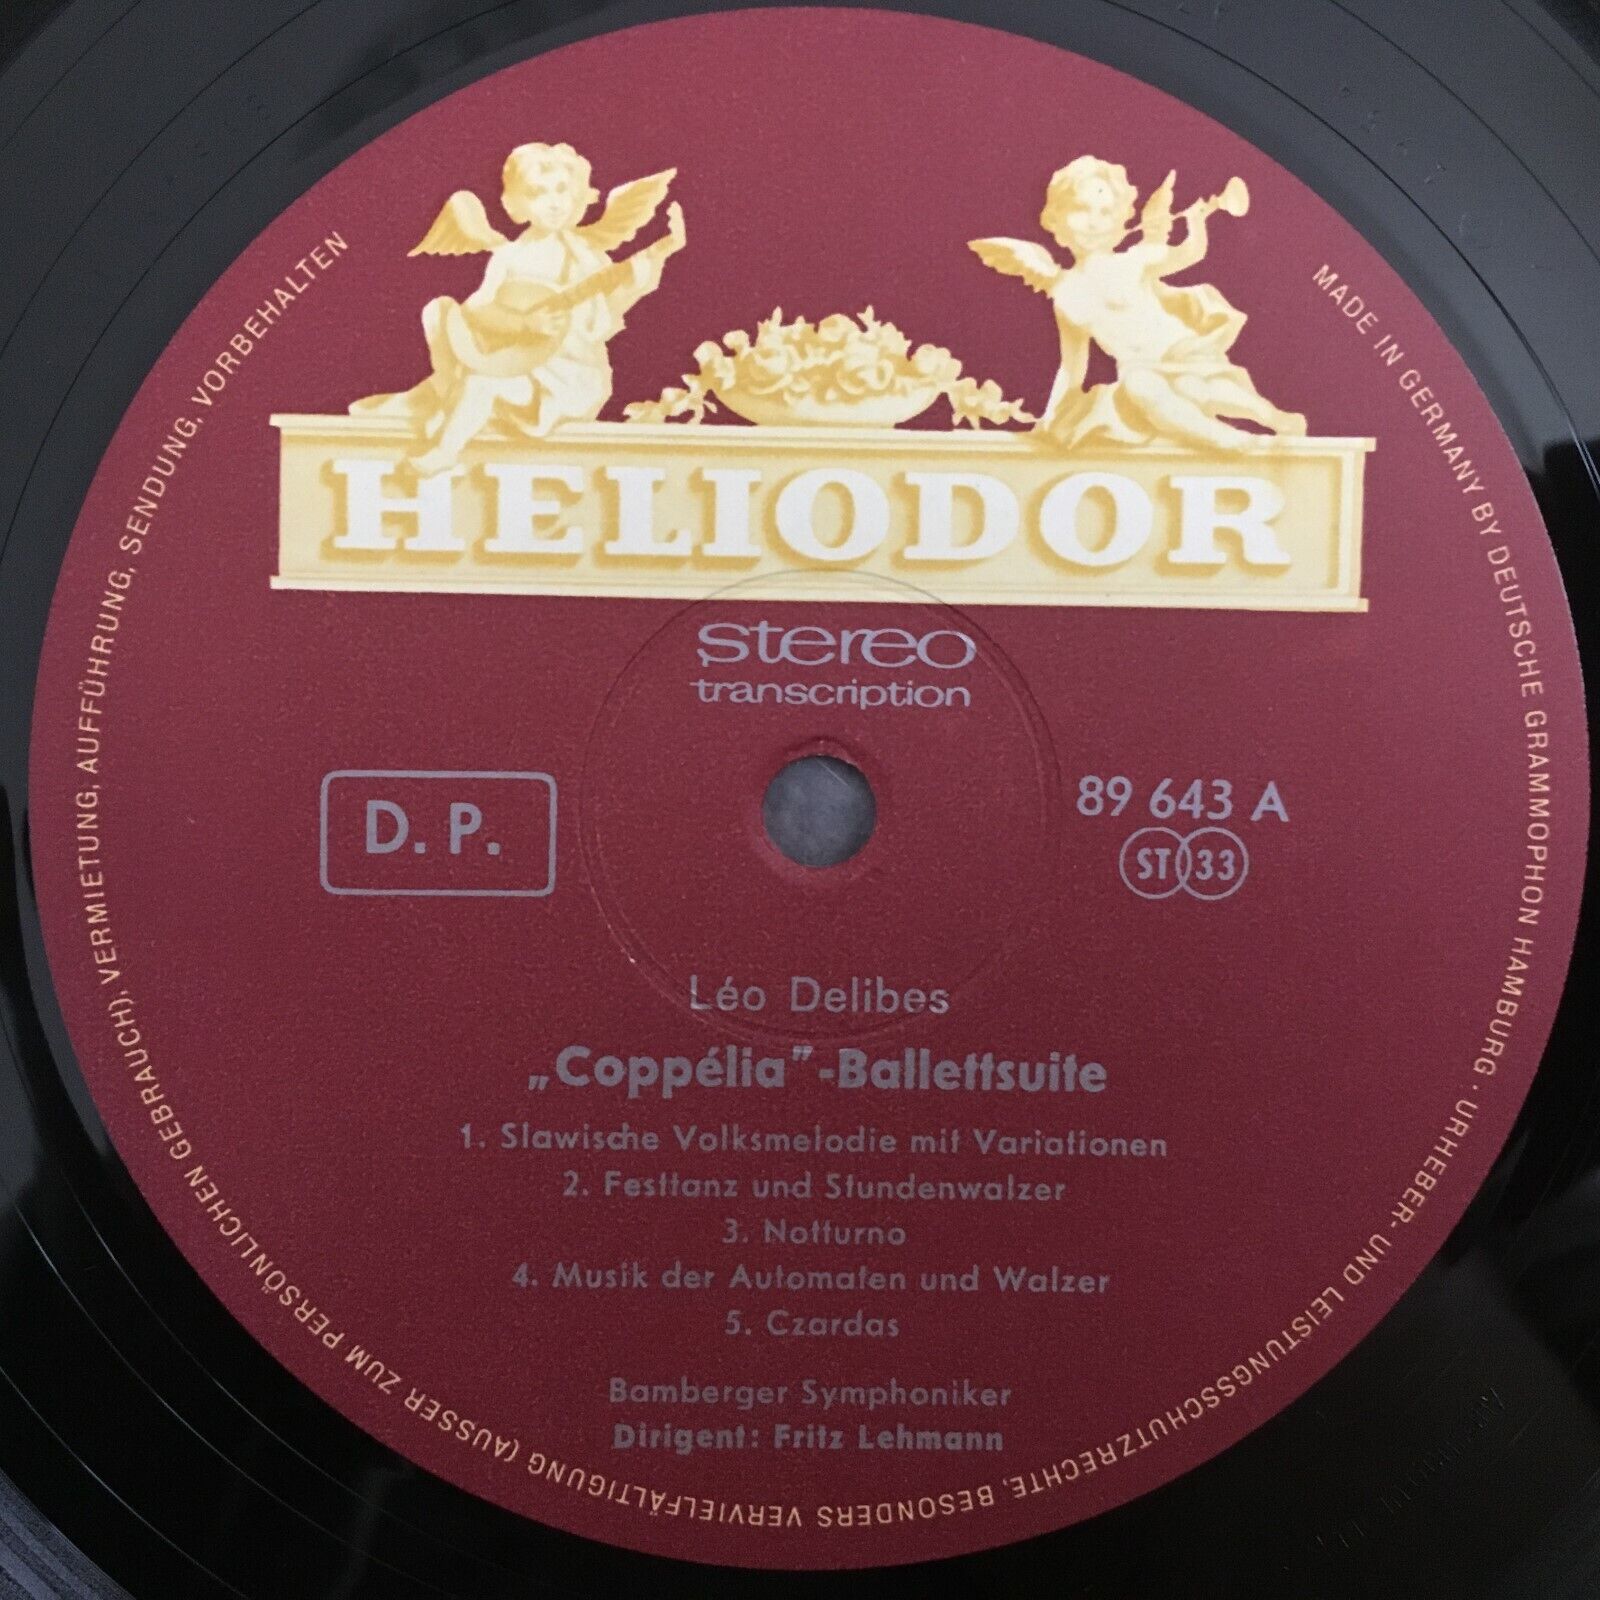 HELIODOR
stereo
transcription
D. P.
89 643 A
ST 33
Léo Delibes
„Coppélia"-Ballettsuite
1. Slawische Volksmelodie mit Variationen
2. Festtanz und Stundenwalzer
3. Notturno
4. Musik der Automaten und Walzer
5. Czardas
Bamberger Symphoniker
Dirigent: Fritz Lehmann
MADE IN GERMANY BY DEUTSCHE GRAMMOPHON HAMBURG · URHEBER- UND LEISTUNGSSCHUTZRECHTE, BESONDERS VERVIELFÄLTIGUNG (AUSSER ZUM PERSÖNLICHEN GEBRAUCH), VERMIETUNG, AUFFÜHRUNG, SENDUNG, VORBEHALTEN